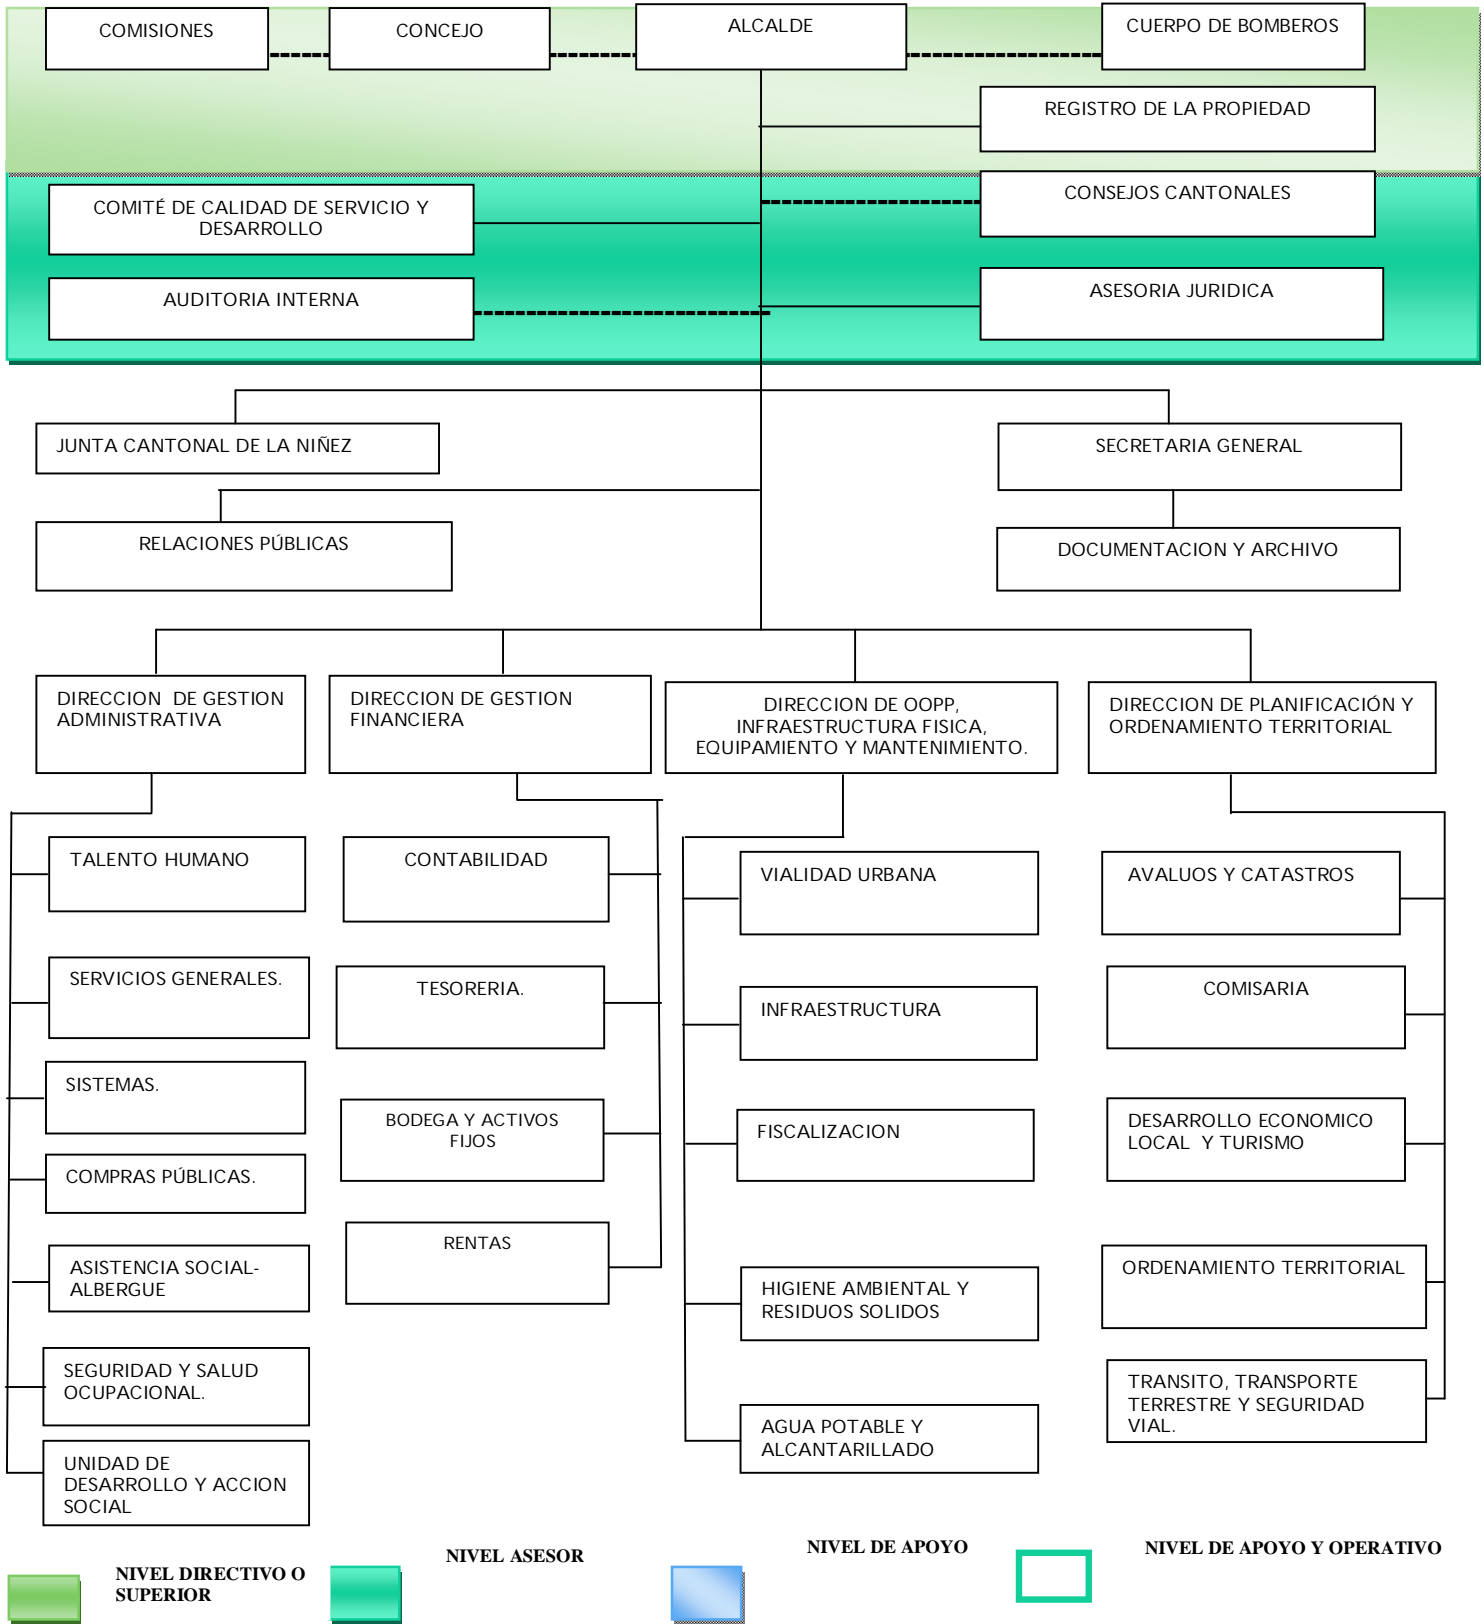 COMISIONES
CONCEJO
ALCALDE
CUERPO DE BOMBEROS
REGISTRO DE LA PROPIEDAD
COMITÉ DE CALIDAD DE SERVICIO Y
DESARROLLO
CONSEJOS CANTONALES
AUDITORIA INTERNA
ASESORIA JURIDICA
JUNTA CANTONAL DE LA NIÑEZ
SECRETARIA GENERAL
RELACIONES PÚBLICAS
DOCUMENTACION Y ARCHIVO
DIRECCION  DE GESTION
ADMINISTRATIVA
DIRECCION DE GESTION
FINANCIERA
DIRECCION DE OOPP,
INFRAESTRUCTURA FISICA,
EQUIPAMIENTO Y MANTENIMIENTO.
DIRECCION DE PLANIFICACIÓN Y
ORDENAMIENTO TERRITORIAL
TALENTO HUMANO
SERVICIOS GENERALES.
SISTEMAS.
COMPRAS PÚBLICAS.
ASISTENCIA SOCIAL-
ALBERGUE
SEGURIDAD Y SALUD
OCUPACIONAL.
UNIDAD DE
DESARROLLO Y ACCION
SOCIAL
CONTABILIDAD
TESORERIA.
BODEGA Y ACTIVOS
FIJOS
RENTAS
VIALIDAD URBANA
INFRAESTRUCTURA
FISCALIZACION
HIGIENE AMBIENTAL Y
RESIDUOS SOLIDOS
AGUA POTABLE Y
ALCANTARILLADO
AVALUOS Y CATASTROS
COMISARIA
DESARROLLO ECONOMICO
LOCAL  Y TURISMO
ORDENAMIENTO TERRITORIAL
TRANSITO, TRANSPORTE
TERRESTRE Y SEGURIDAD
VIAL.
NIVEL DIRECTIVO O
SUPERIOR
NIVEL ASESOR
NIVEL DE APOYO
NIVEL DE APOYO Y OPERATIVO